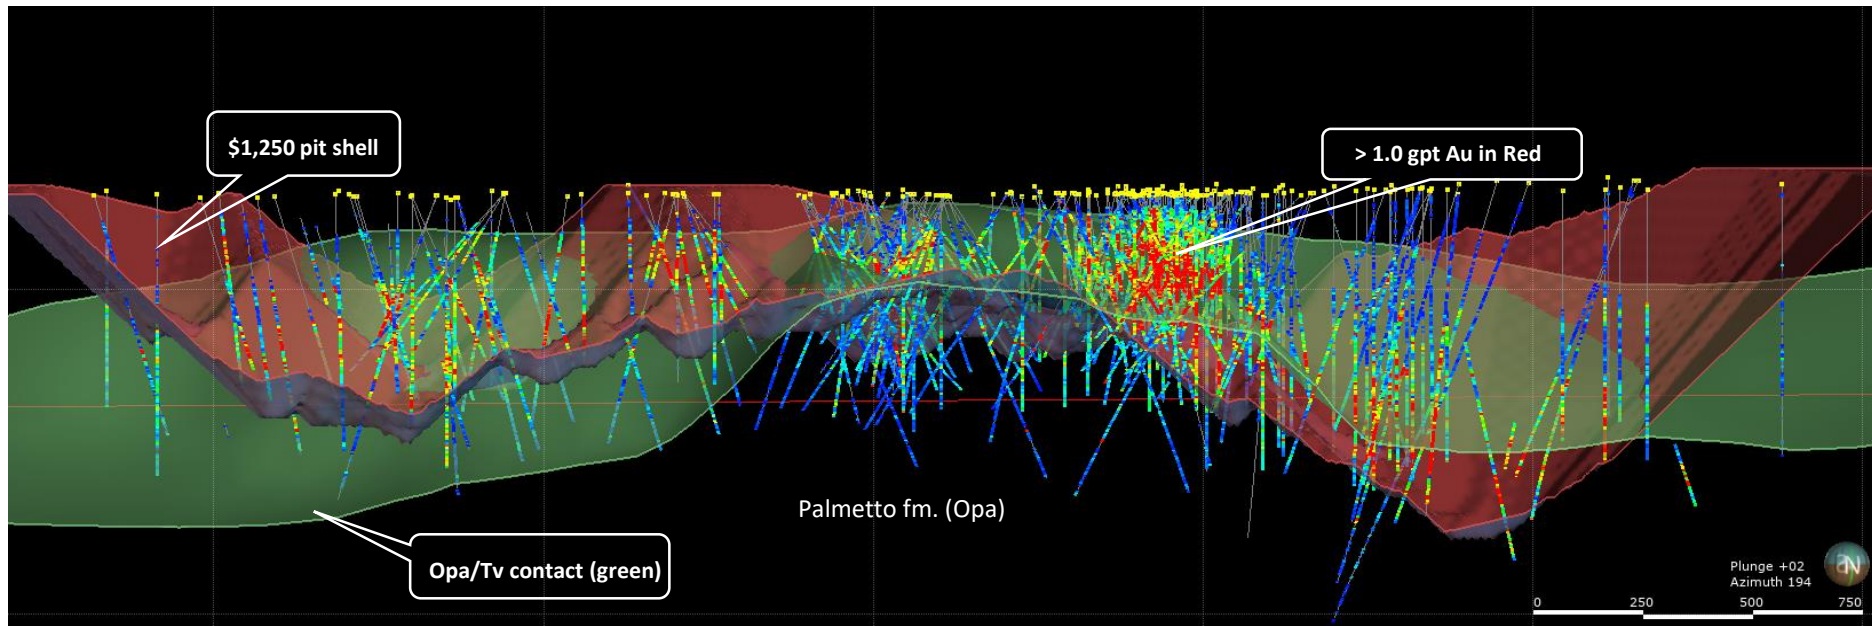 $1,250 pit shell
> 1.0 gpt Au in Red
Palmetto fm. (Opa)
Opa/Tv contact (green)
Plunge +02
Azimuth 194
N
0 250 500 750